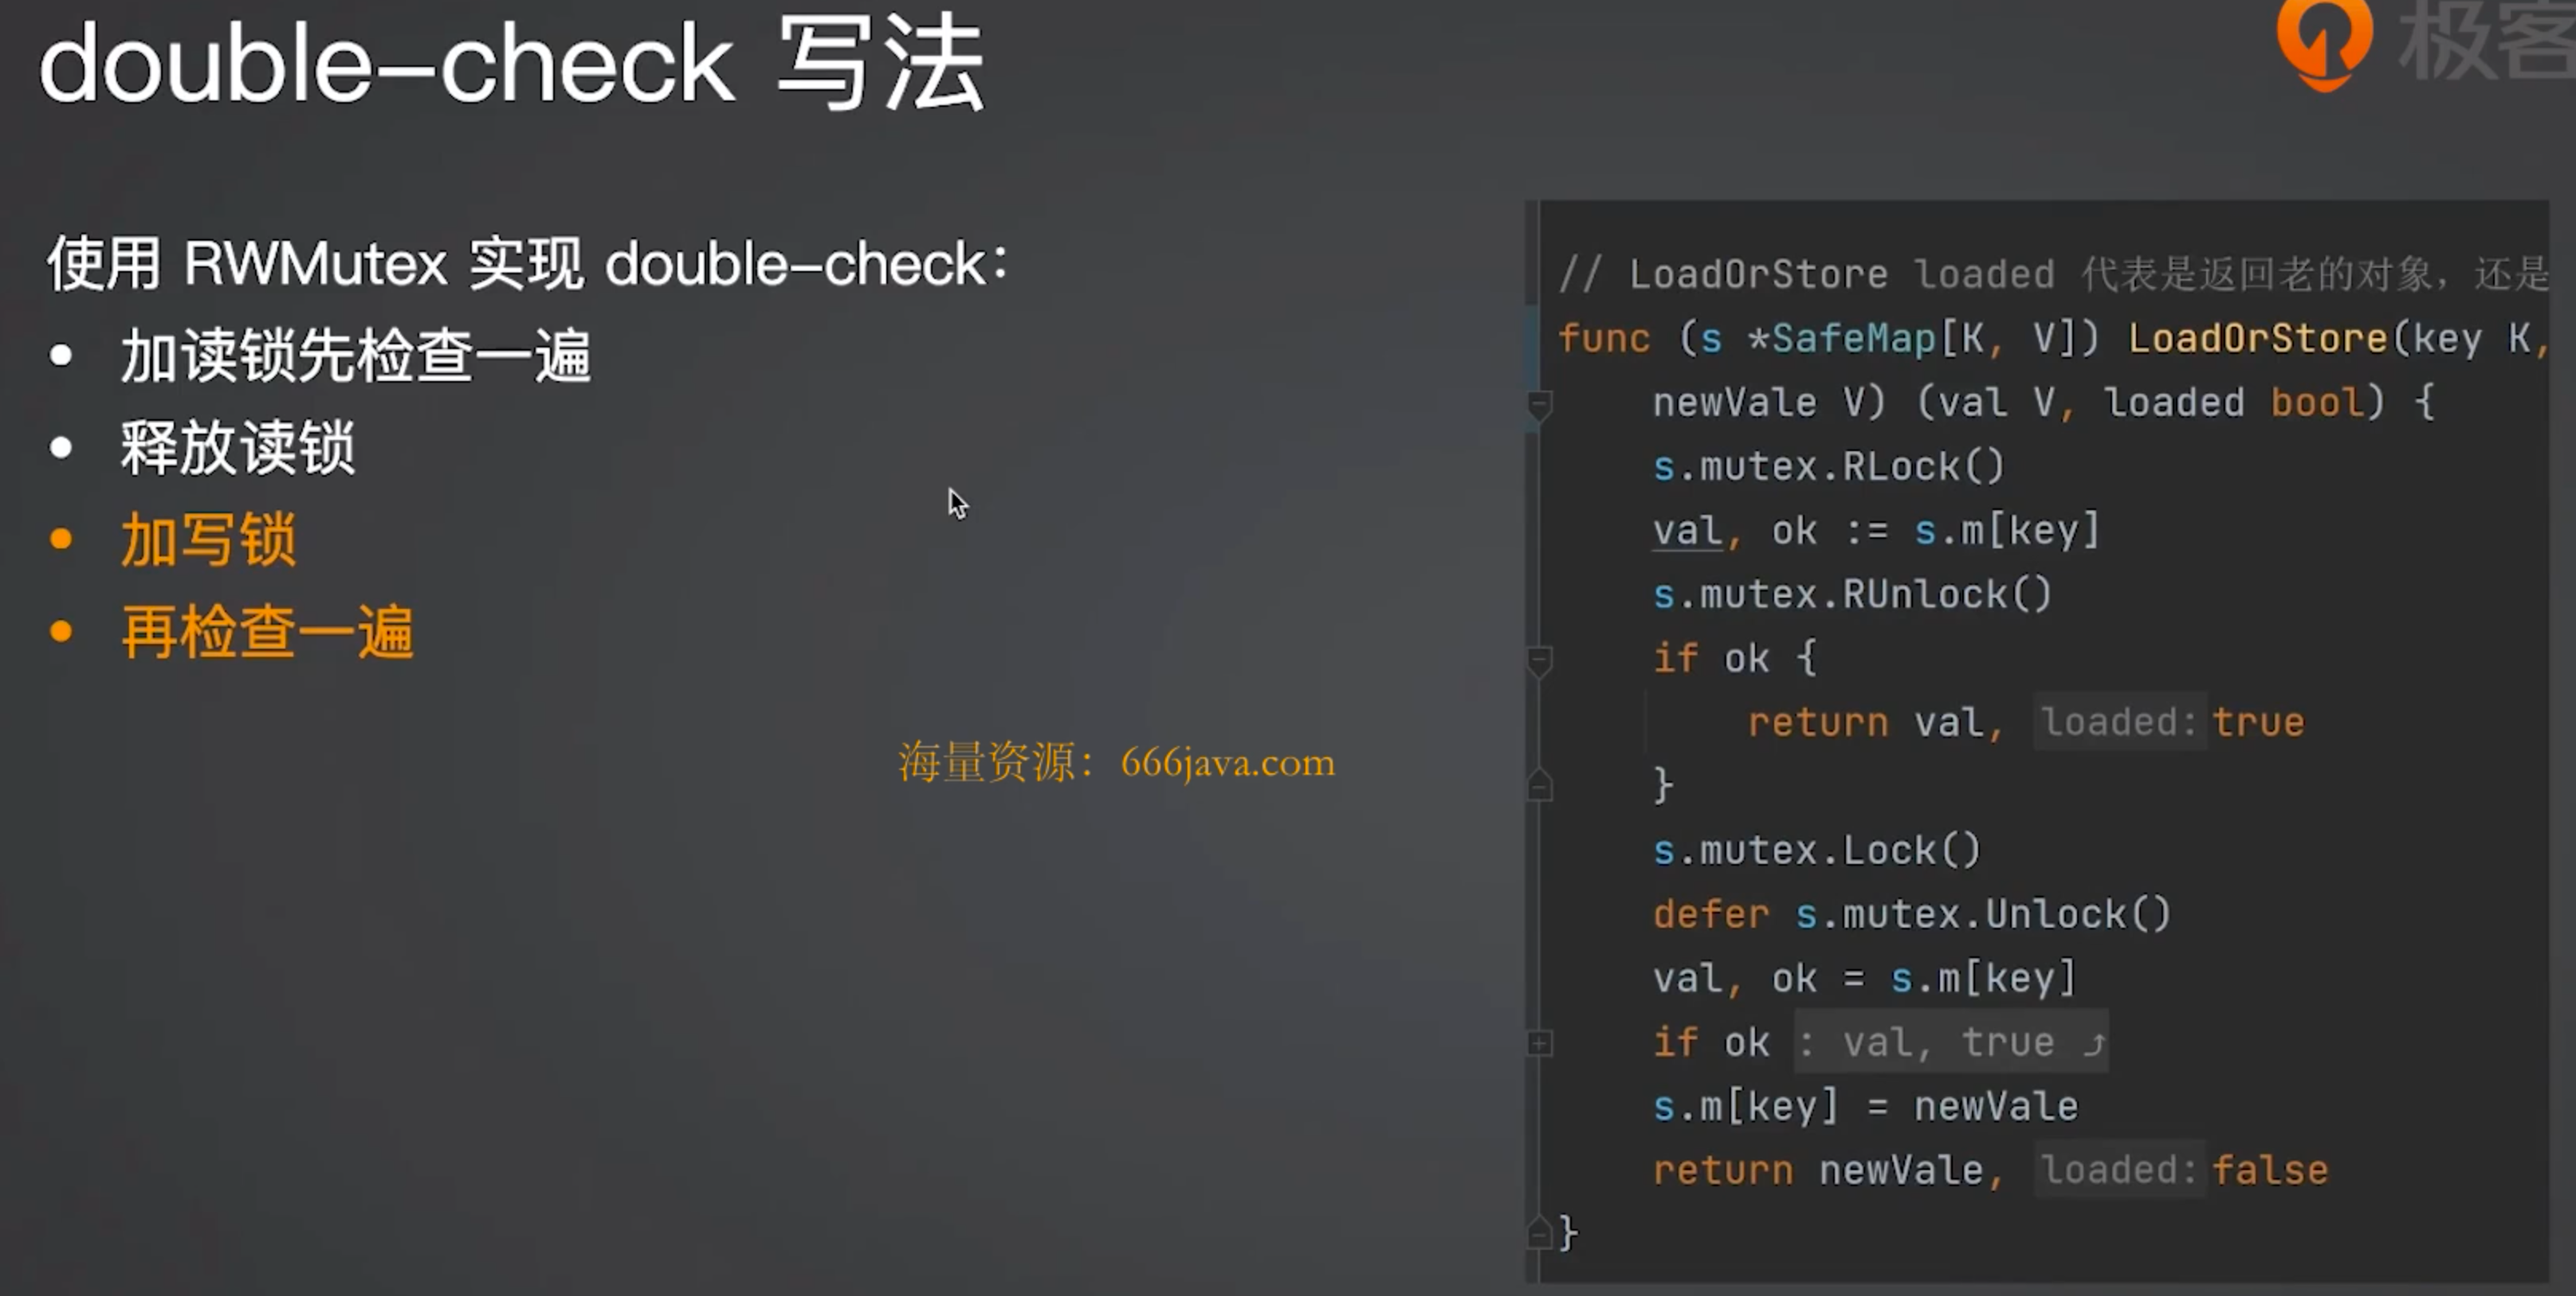 double-check 写法
极客
使用 RWMutex 实现 double-check：
• 加读锁先检查一遍
• 释放读锁
• 加写锁
• 再检查一遍
海量资源：666java.com
// LoadOrStore loaded 代表是返回老的对象，还是
func (s *SafeMap[K, V]) LoadOrStore(key K,
newVale V) (val V, loaded bool) {
s.mutex.RLock()
val, ok := s.m[key]
s.mutex.RUnlock()
if ok {
return val, loaded: true
}
s.mutex.Lock()
defer s.mutex.Unlock()
val, ok = s.m[key]
if ok : val, true ⤴
s.m[key] = newVale
return newVale, loaded: false
}